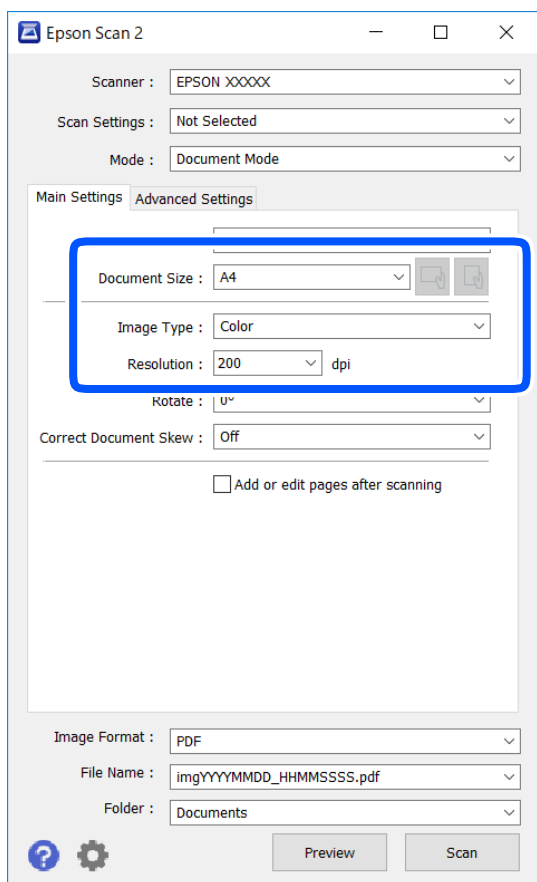 Epson Scan 2
Scanner : EPSON XXXXX
Scan Settings : Not Selected
Mode : Document Mode
Main Settings Advanced Settings
Document Size : A4
Image Type : Color
Resolution : 200 dpi
Rotate : 0°
Correct Document Skew : Off
Add or edit pages after scanning
Image Format : PDF
File Name : imgYYYYMMDD_HHMMSSSS.pdf
Folder : Documents
Preview Scan